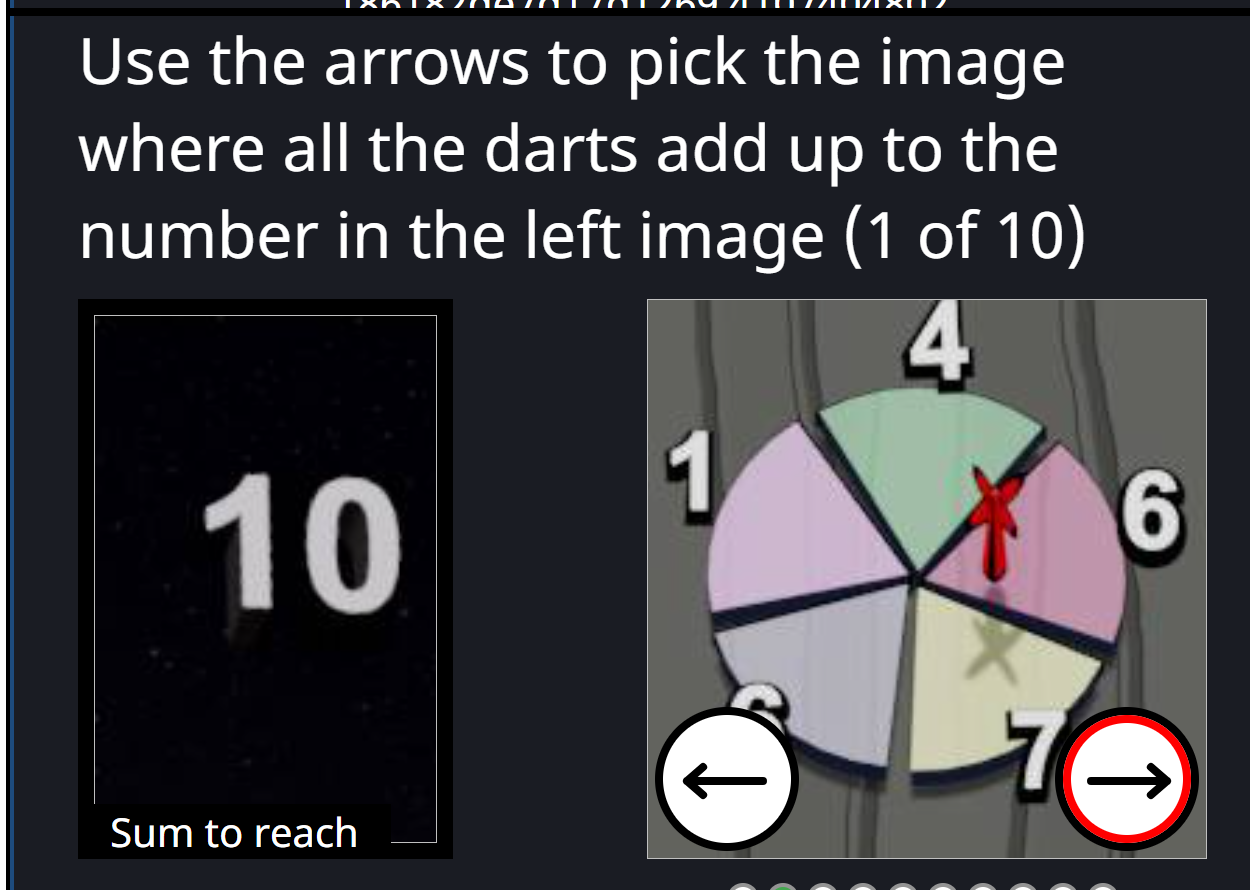 Use the arrows to pick the image
where all the darts add up to the
number in the left image (1 of 10)
10
Sum to reach
4
1
6
6
7